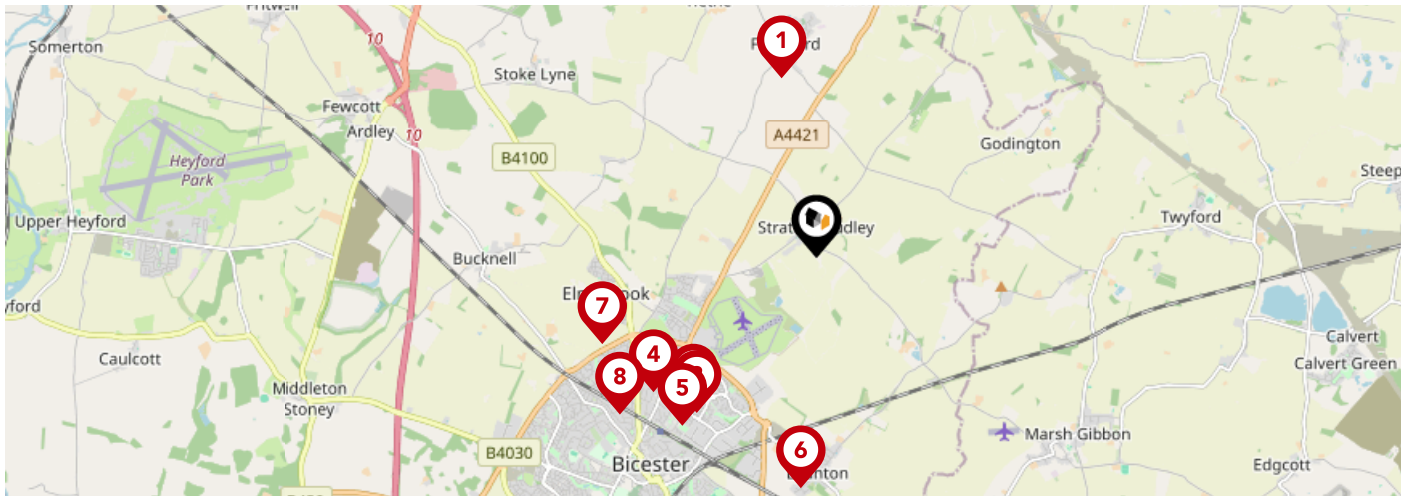 Somerton
10
Stoke Lyne
1
Fewcott
Ardley
10
A4421
B4100
Godington
Heyford
Park
Steep
Upper Heyford
Twyford
Bucknell
7
Calvert
Caulcott
4
Calvert Green
8
5
Middleton
Stoney
Marsh Gibbon
B4030
6
Bicester
Edgcott